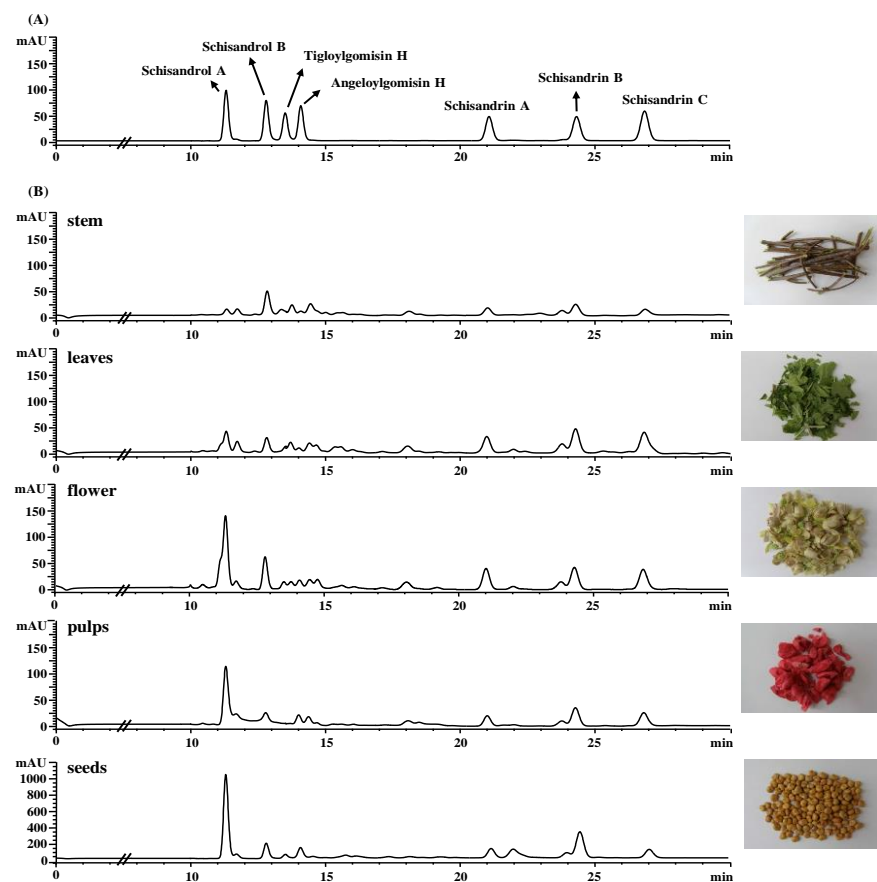 (A)
mAU
Schisandrol A
Schisandrol B
Tigloylgomisin H
Angeloylgomisin H
Schisandrin A
Schisandrin B
Schisandrin C
150
100
50
0
0 10 15 20 25 min
(B)
mAU
stem
150
100
50
0
0 10 15 20 25 min
mAU
leaves
150
100
50
0
0 10 15 20 25 min
mAU
flower
150
100
50
0
0 10 15 20 25 min
mAU
pulps
150
100
50
0
0 10 15 20 25 min
mAU
seeds
1000
800
600
400
200
0
0 10 15 20 25 min